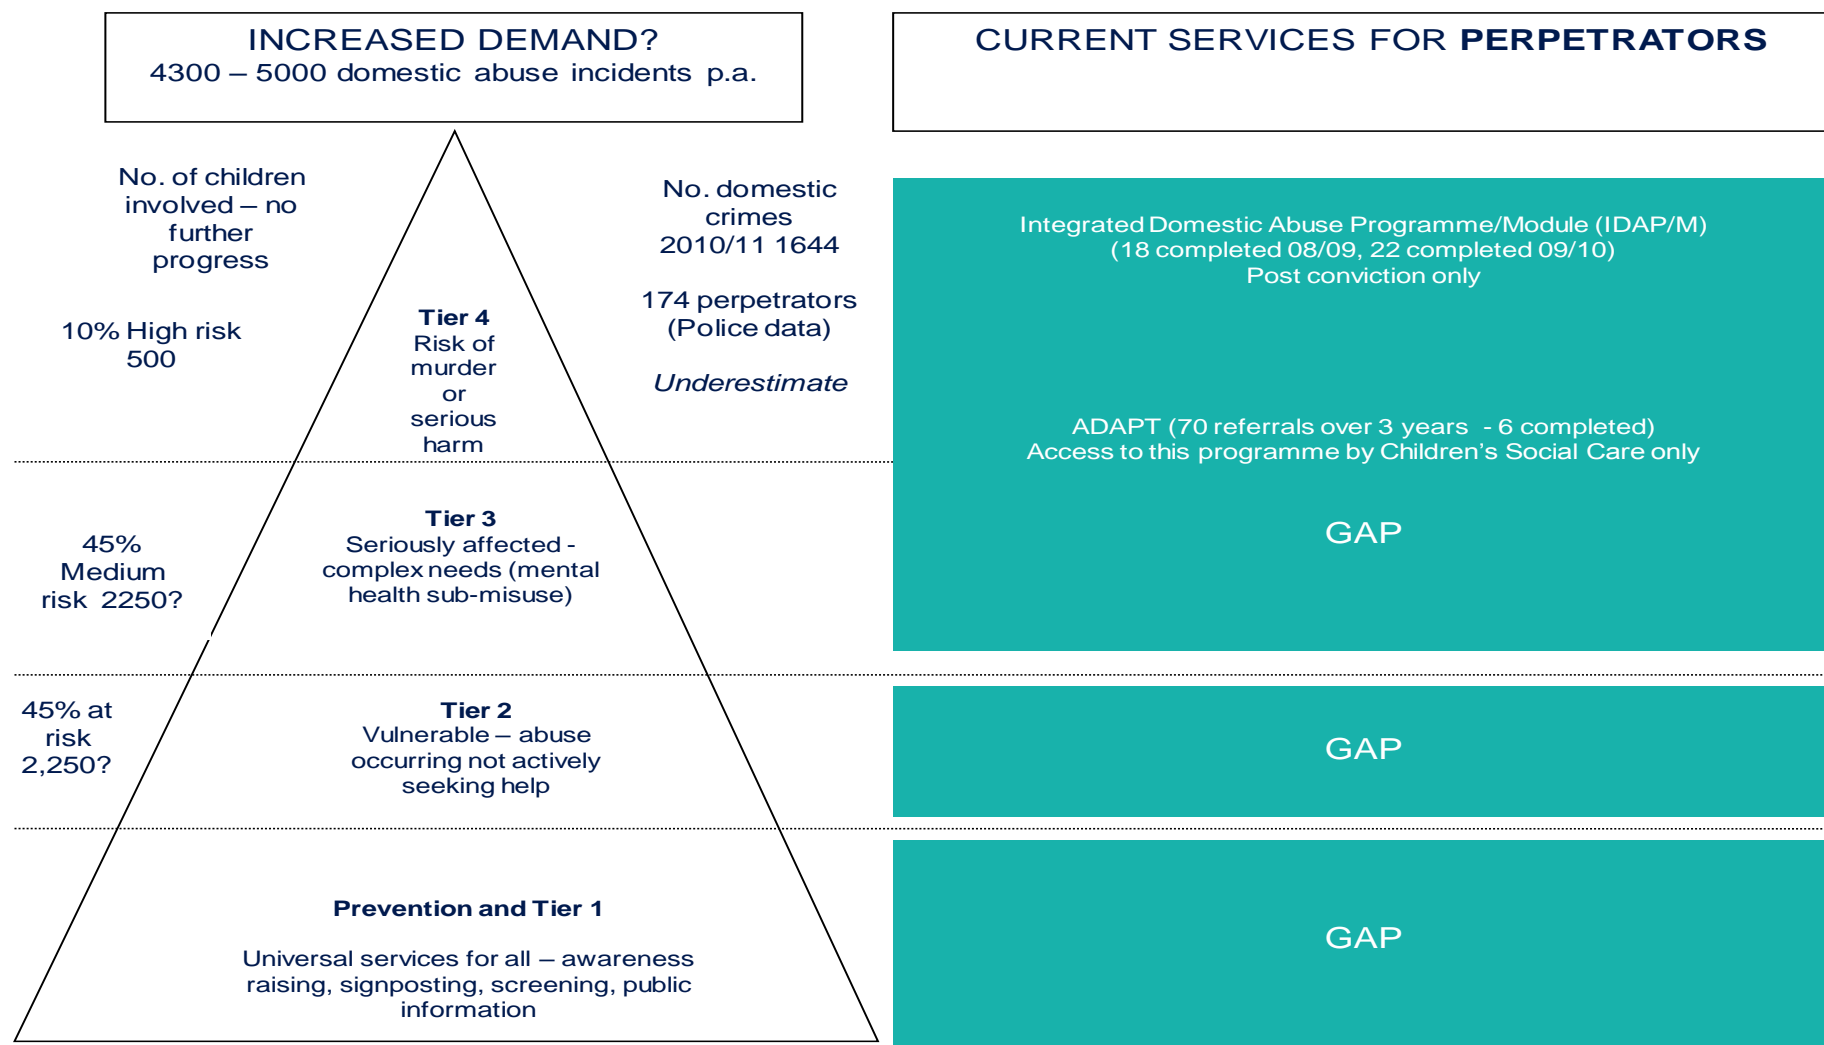 INCREASED DEMAND?
4300 – 5000 domestic abuse incidents p.a.
CURRENT SERVICES FOR PERPETRATORS
No. of children
involved – no
further
progress
10% High risk
500
Tier 4
Risk of
murder
or
serious
harm
No. domestic
crimes
2010/11 1644
174 perpetrators
(Police data)
Underestimate
Integrated Domestic Abuse Programme/Module (IDAP/M)
(18 completed 08/09, 22 completed 09/10)
Post conviction only
ADAPT (70 referrals over 3 years - 6 completed)
Access to this programme by Children’s Social Care only
45%
Medium
risk 2250?
Tier 3
Seriously affected -
complex needs (mental
health sub-misuse)
GAP
45% at
risk
2,250?
Tier 2
Vulnerable – abuse
occurring not actively
seeking help
GAP
Prevention and Tier 1
Universal services for all – awareness
raising, signposting, screening, public
information
GAP